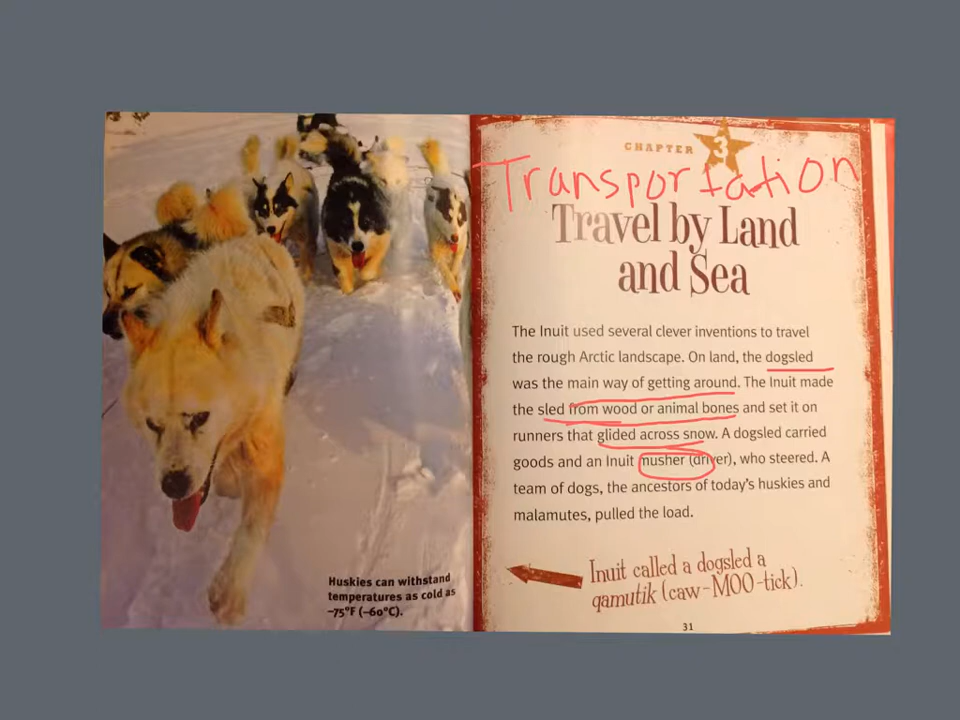 Huskies can withstand
temperatures as cold as
–75°F (–60°C).
CHAPTER 3
Transportation
Travel by Land
and Sea
The Inuit used several clever inventions to travel
the rough Arctic landscape. On land, the dogsled
was the main way of getting around. The Inuit made
the sled from wood or animal bones and set it on
runners that glided across snow. A dogsled carried
goods and an Inuit musher (driver), who steered. A
team of dogs, the ancestors of today's huskies and
malamutes, pulled the load.
Inuit called a dogsled a
qamutik (caw-MOO-tick).
31